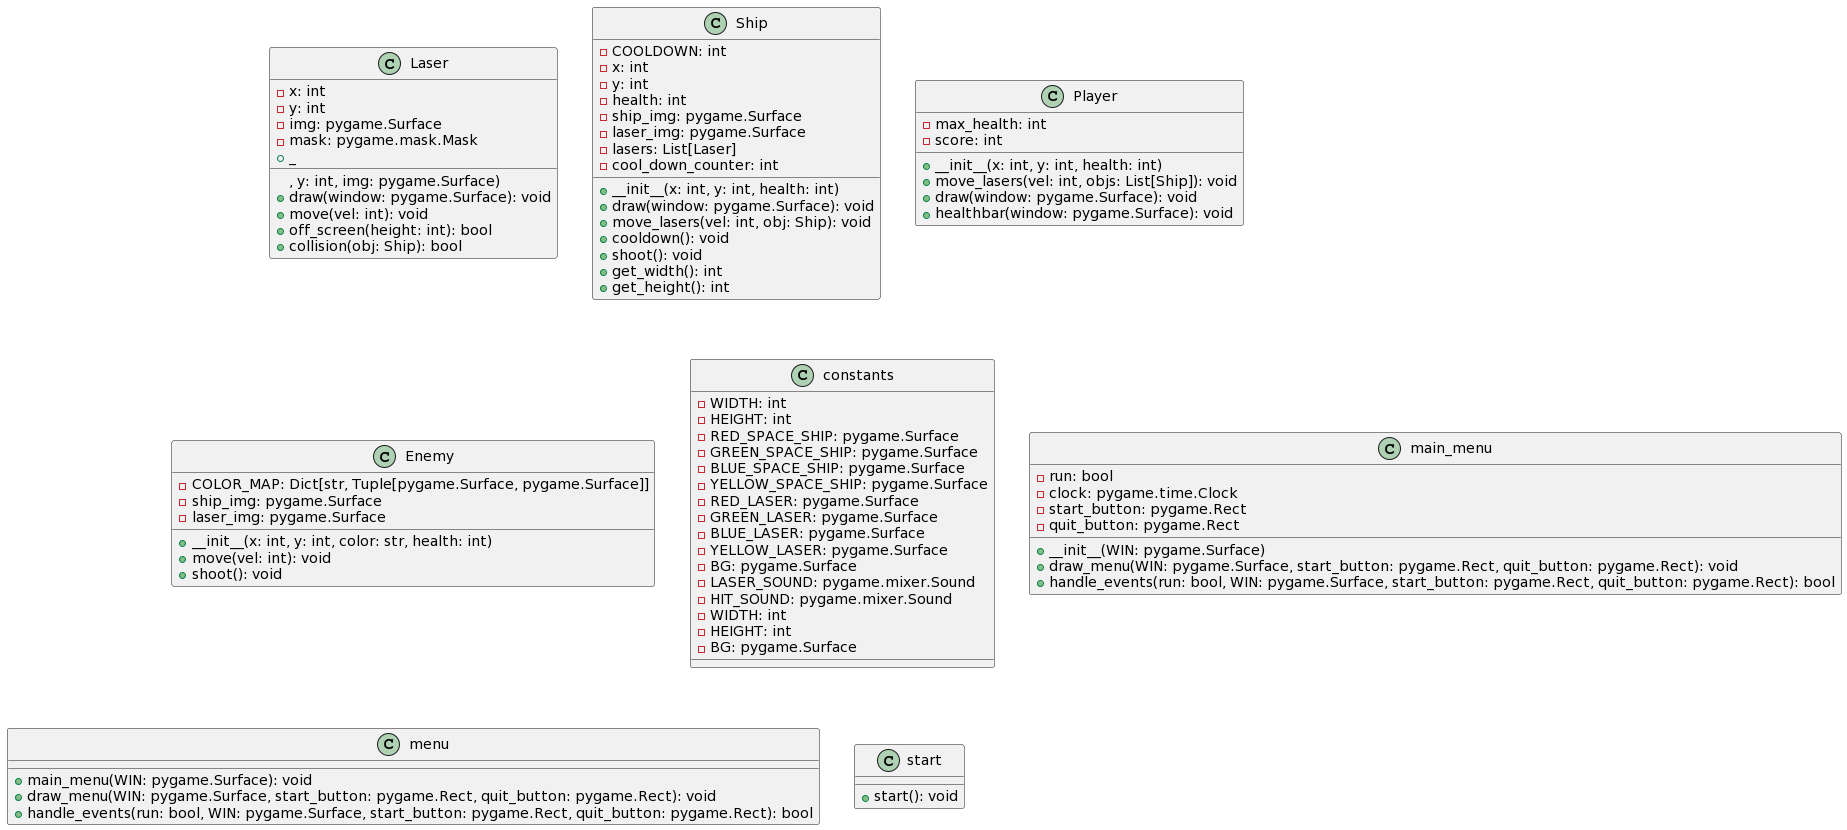 Laser
x: int
y: int
img: pygame.Surface
mask: pygame.mask.Mask
_
, y: int, img: pygame.Surface)
draw(window: pygame.Surface): void
move(vel: int): void
off_screen(height: int): bool
collision(obj: Ship): bool
Ship
COOLDOWN: int
x: int
y: int
health: int
ship_img: pygame.Surface
laser_img: pygame.Surface
lasers: List[Laser]
cool_down_counter: int
__init__(x: int, y: int, health: int)
draw(window: pygame.Surface): void
move_lasers(vel: int, obj: Ship): void
cooldown(): void
shoot(): void
get_width(): int
get_height(): int
Player
max_health: int
score: int
__init__(x: int, y: int, health: int)
move_lasers(vel: int, objs: List[Ship]): void
draw(window: pygame.Surface): void
healthbar(window: pygame.Surface): void
Enemy
COLOR_MAP: Dict[str, Tuple[pygame.Surface, pygame.Surface]]
ship_img: pygame.Surface
laser_img: pygame.Surface
__init__(x: int, y: int, color: str, health: int)
move(vel: int): void
shoot(): void
constants
WIDTH: int
HEIGHT: int
RED_SPACE_SHIP: pygame.Surface
GREEN_SPACE_SHIP: pygame.Surface
BLUE_SPACE_SHIP: pygame.Surface
YELLOW_SPACE_SHIP: pygame.Surface
RED_LASER: pygame.Surface
GREEN_LASER: pygame.Surface
BLUE_LASER: pygame.Surface
YELLOW_LASER: pygame.Surface
BG: pygame.Surface
LASER_SOUND: pygame.mixer.Sound
HIT_SOUND: pygame.mixer.Sound
WIDTH: int
HEIGHT: int
BG: pygame.Surface
main_menu
run: bool
clock: pygame.time.Clock
start_button: pygame.Rect
quit_button: pygame.Rect
__init__(WIN: pygame.Surface)
draw_menu(WIN: pygame.Surface, start_button: pygame.Rect, quit_button: pygame.Rect): void
handle_events(run: bool, WIN: pygame.Surface, start_button: pygame.Rect, quit_button: pygame.Rect): bool
menu
main_menu(WIN: pygame.Surface): void
draw_menu(WIN: pygame.Surface, start_button: pygame.Rect, quit_button: pygame.Rect): void
handle_events(run: bool, WIN: pygame.Surface, start_button: pygame.Rect, quit_button: pygame.Rect): bool
start
start(): void